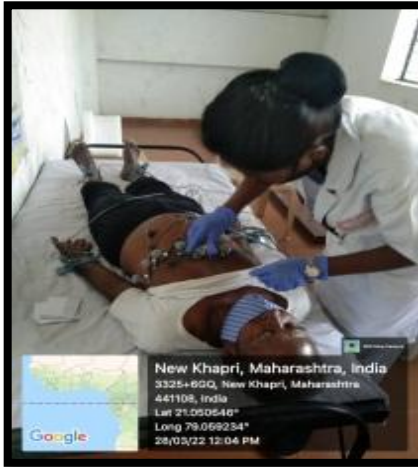 New Khapri, Maharashtra, India
3325+6GQ, New Khapri, Maharashtra
441108, India
Lat 21.050646°
Long 79.059234°
28/03/22 12:04 PM
Google